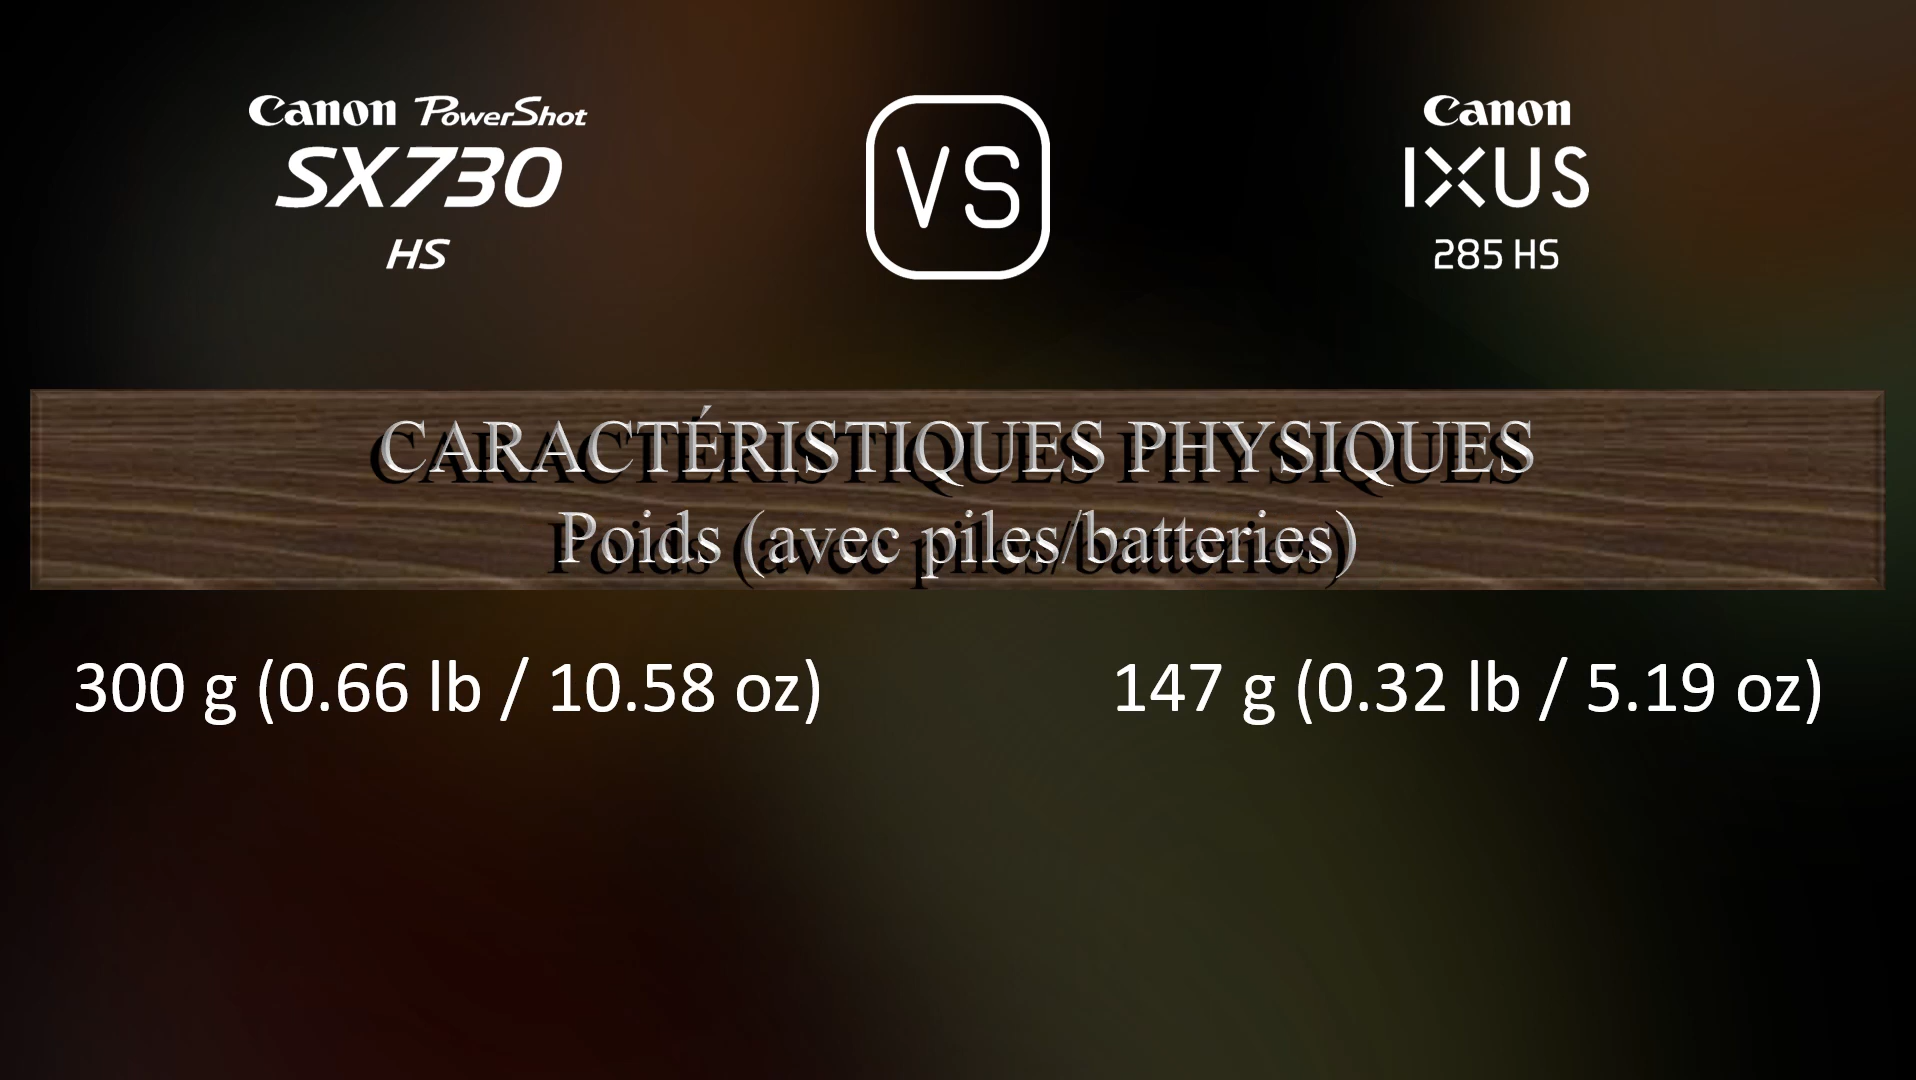 Canon PowerShot
SX730
HS
VS
Canon
IXUS
285 HS
CARACTÉRISTIQUES PHYSIQUES
Poids (avec piles/batteries)
300 g (0.66 lb / 10.58 oz)
147 g (0.32 lb / 5.19 oz)